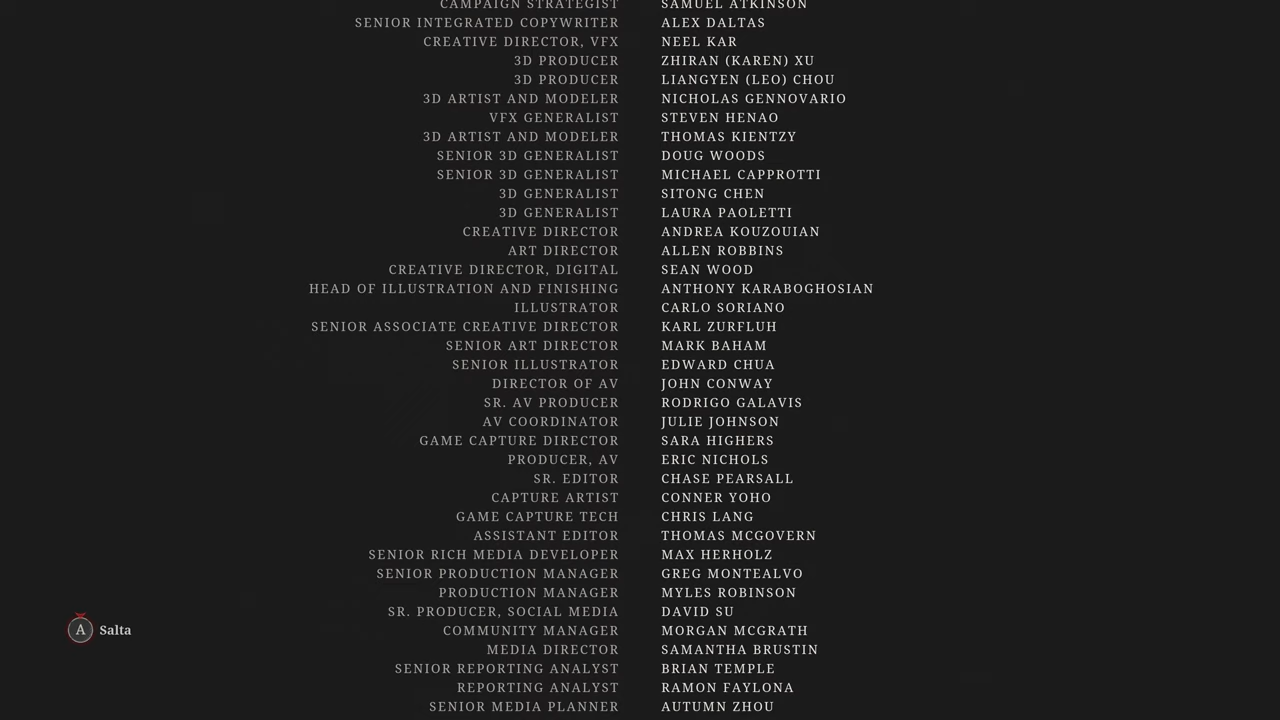 CAMPAIGN STRATEGIST SAMUEL ATKINSON
SENIOR INTEGRATED COPYWRITER ALEX DALTAS
CREATIVE DIRECTOR, VFX NEEL KAR
3D PRODUCER ZHIRAN (KAREN) XU
3D PRODUCER LIANGYEN (LEO) CHOU
3D ARTIST AND MODELER NICHOLAS GENNOVARIO
VFX GENERALIST STEVEN HENAO
3D ARTIST AND MODELER THOMAS KIENTZY
SENIOR 3D GENERALIST DOUG WOODS
SENIOR 3D GENERALIST MICHAEL CAPPROTTI
3D GENERALIST SITONG CHEN
3D GENERALIST LAURA PAOLETTI
CREATIVE DIRECTOR ANDREA KOUZOUIAN
ART DIRECTOR ALLEN ROBBINS
CREATIVE DIRECTOR, DIGITAL SEAN WOOD
HEAD OF ILLUSTRATION AND FINISHING ANTHONY KARABOGHOSIAN
ILLUSTRATOR CARLO SORIANO
SENIOR ASSOCIATE CREATIVE DIRECTOR KARL ZURFLUH
SENIOR ART DIRECTOR MARK BAHAM
SENIOR ILLUSTRATOR EDWARD CHUA
DIRECTOR OF AV JOHN CONWAY
SR. AV PRODUCER RODRIGO GALAVIS
AV COORDINATOR JULIE JOHNSON
GAME CAPTURE DIRECTOR SARA HIGHERS
PRODUCER, AV ERIC NICHOLS
SR. EDITOR CHASE PEARSALL
CAPTURE ARTIST CONNER YOHO
GAME CAPTURE TECH CHRIS LANG
ASSISTANT EDITOR THOMAS MCGOVERN
SENIOR RICH MEDIA DEVELOPER MAX HERHOLZ
SENIOR PRODUCTION MANAGER GREG MONTEALVO
PRODUCTION MANAGER MYLES ROBINSON
SR. PRODUCER, SOCIAL MEDIA DAVID SU
A Salta
COMMUNITY MANAGER MORGAN MCGRATH
MEDIA DIRECTOR SAMANTHA BRUSTIN
SENIOR REPORTING ANALYST BRIAN TEMPLE
REPORTING ANALYST RAMON FAYLONA
SENIOR MEDIA PLANNER AUTUMN ZHOU